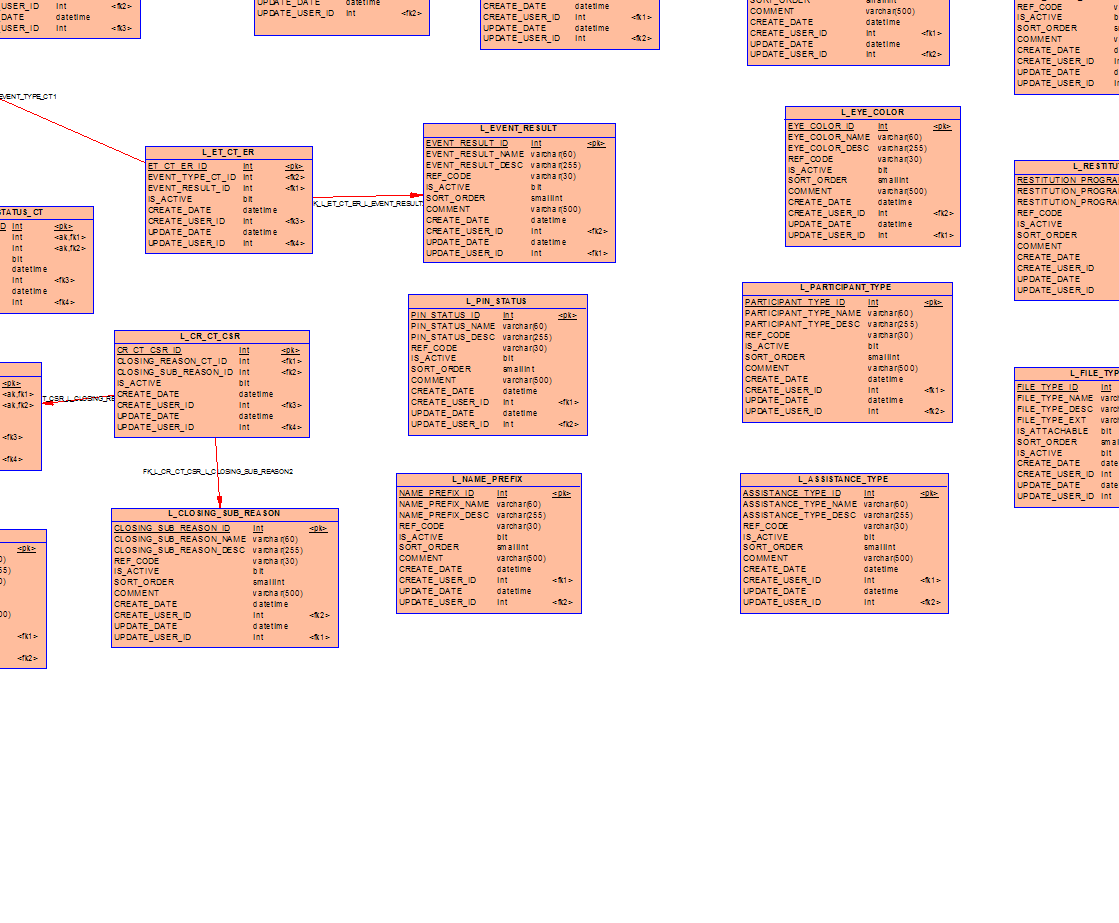 USER_ID int <fk2>
DATE datetime
USER_ID int <fk3>
UPDATE_DATE datetime
UPDATE_USER_ID int <fk2>
CREATE_DATE datetime
CREATE_USER_ID int <fk1>
UPDATE_DATE datetime
UPDATE_USER_ID int <fk2>
SORT_ORDER smallint
COMMENT varchar(500)
CREATE_DATE datetime
CREATE_USER_ID int <fk1>
UPDATE_DATE datetime
UPDATE_USER_ID int <fk2>
REF_CODE
IS_ACTIVE
SORT_ORDER
COMMENT
CREATE_DATE
CREATE_USER_ID
UPDATE_DATE
UPDATE_USER_ID
EVENT_TYPE_CT1
L_ET_CT_ER
ET_CT_ER_ID int <pk>
EVENT_TYPE_CT_ID int <fk2>
EVENT_RESULT_ID int <fk1>
IS_ACTIVE bit
CREATE_DATE datetime
CREATE_USER_ID int <fk3>
UPDATE_DATE datetime
UPDATE_USER_ID int <fk4>
K_L_ET_CT_ER_L_EVENT_RESULT
L_EVENT_RESULT
EVENT_RESULT_ID int <pk>
EVENT_RESULT_NAME varchar(60)
EVENT_RESULT_DESC varchar(255)
REF_CODE varchar(30)
IS_ACTIVE bit
SORT_ORDER smallint
COMMENT varchar(500)
CREATE_DATE datetime
CREATE_USER_ID int <fk2>
UPDATE_DATE datetime
UPDATE_USER_ID int <fk1>
L_EYE_COLOR
EYE_COLOR_ID int <pk>
EYE_COLOR_NAME varchar(60)
EYE_COLOR_DESC varchar(255)
REF_CODE varchar(30)
IS_ACTIVE bit
SORT_ORDER smallint
COMMENT varchar(500)
CREATE_DATE datetime
CREATE_USER_ID int <fk2>
UPDATE_DATE datetime
UPDATE_USER_ID int <fk1>
L_RESTITU
RESTITUTION_PROGRA
RESTITUTION_PROGRA
RESTITUTION_PROGRA
REF_CODE
IS_ACTIVE
SORT_ORDER
COMMENT
CREATE_DATE
CREATE_USER_ID
UPDATE_DATE
UPDATE_USER_ID
TATUS_CT
D int <pk>
int <ak,fk1>
int <ak,fk2>
bit
datetime
int <fk3>
datetime
int <fk4>
L_PIN_STATUS
PIN_STATUS_ID int <pk>
PIN_STATUS_NAME varchar(60)
PIN_STATUS_DESC varchar(255)
REF_CODE varchar(30)
IS_ACTIVE bit
SORT_ORDER smallint
COMMENT varchar(500)
CREATE_DATE datetime
CREATE_USER_ID int <fk1>
UPDATE_DATE datetime
UPDATE_USER_ID int <fk2>
L_PARTICIPANT_TYPE
PARTICIPANT_TYPE_ID int <pk>
PARTICIPANT_TYPE_NAME varchar(60)
PARTICIPANT_TYPE_DESC varchar(255)
REF_CODE varchar(30)
IS_ACTIVE bit
SORT_ORDER smallint
COMMENT varchar(500)
CREATE_DATE datetime
CREATE_USER_ID int <fk1>
UPDATE_DATE datetime
UPDATE_USER_ID int <fk2>
L_CR_CT_CSR
CR_CT_CSR_ID int <pk>
CLOSING_REASON_CT_ID int <fk1>
CLOSING_SUB_REASON_ID int <fk2>
IS_ACTIVE bit
CREATE_DATE datetime
CREATE_USER_ID int <fk3>
UPDATE_DATE datetime
UPDATE_USER_ID int <fk4>
<pk>
<ak,fk1>
<ak,fk2>
<fk3>
<fk4>
T_CSR_L_CLOSING_RE
L_FILE_TYP
FILE_TYPE_ID int
FILE_TYPE_NAME varch
FILE_TYPE_DESC varch
FILE_TYPE_EXT varch
IS_ATTACHABLE bit
SORT_ORDER smal
IS_ACTIVE bit
CREATE_DATE date
CREATE_USER_ID int
UPDATE_DATE date
UPDATE_USER_ID int
FK_L_CR_CT_CSR_L_CLOSING_SUB_REASON2
L_CLOSING_SUB_REASON
CLOSING_SUB_REASON_ID int <pk>
CLOSING_SUB_REASON_NAME varchar(60)
CLOSING_SUB_REASON_DESC varchar(255)
REF_CODE varchar(30)
IS_ACTIVE bit
SORT_ORDER smallint
COMMENT varchar(500)
CREATE_DATE datetime
CREATE_USER_ID int <fk2>
UPDATE_DATE datetime
UPDATE_USER_ID int <fk1>
L_NAME_PREFIX
NAME_PREFIX_ID int <pk>
NAME_PREFIX_NAME varchar(60)
NAME_PREFIX_DESC varchar(255)
REF_CODE varchar(30)
IS_ACTIVE bit
SORT_ORDER smallint
COMMENT varchar(500)
CREATE_DATE datetime
CREATE_USER_ID int <fk1>
UPDATE_DATE datetime
UPDATE_USER_ID int <fk2>
L_ASSISTANCE_TYPE
ASSISTANCE_TYPE_ID int <pk>
ASSISTANCE_TYPE_NAME varchar(60)
ASSISTANCE_TYPE_DESC varchar(255)
REF_CODE varchar(30)
IS_ACTIVE bit
SORT_ORDER smallint
COMMENT varchar(500)
CREATE_DATE datetime
CREATE_USER_ID int <fk1>
UPDATE_DATE datetime
UPDATE_USER_ID int <fk2>
<pk>
0)
55)
0)
00)
<fk1>
<fk2>